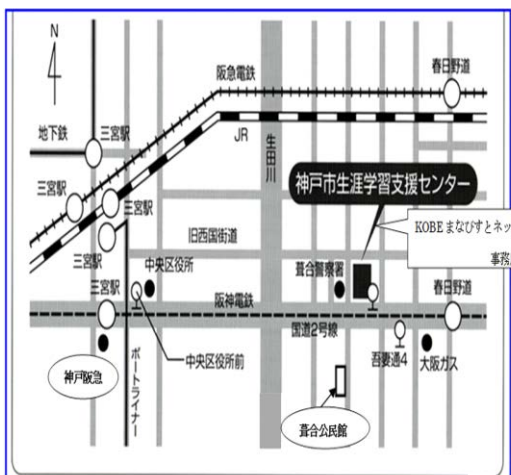 N
阪急電鉄
春日野道
地下鉄
三宮駅
JR
生田川
神戸市生涯学習支援センター
三宮駅
三宮駅
KOBE まなびすとネッ
事務
旧西国街道
三宮駅
中央区役所
葺合警察署
三宮駅
阪神電鉄
春日野道
国道2号線
神戸阪急
ポートライナー
中央区役所前
吾妻通4
大阪ガス
葺合公民館